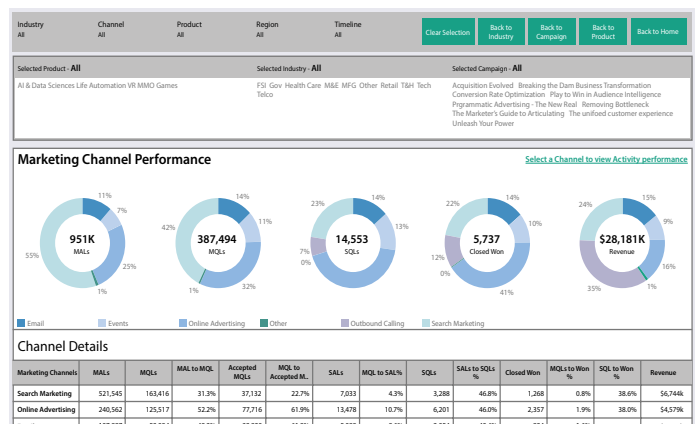 Industry Channel Product Region Timeline
All All All All All
Clear Selection
Back to
Industry
Back to
Campaign
Back to
Product
Back to Home
Selected Product - All
Selected Industry - All
Selected Campaign - All
AI & Data Sciences Life Automation VR MMO Games
FSI Gov Health Care M&E MFG Other Retail T&H Tech
Telco
Acquisition Evolved Breaking the Dam Business Transformation
Conversion Rate Optimization Play to Win in Audience Intelligence
Prgrammatic Advertising - The New Real Removing Bottleneck
The Marketer's Guide to Articulating The unifoed customer experience
Unleash Your Power
Marketing Channel Performance
Select a Channel to view Activity performance
11%
7%
25%
1%
55%
951K
MALs
14%
11%
32%
1%
42%
387,494
MQLs
14%
13%
0%
7%
23%
14,553
SQLs
14%
10%
41%
0%
12%
22%
5,737
Closed Won
15%
9%
16%
1%
35%
24%
$28,181K
Revenue
Email Events Online Advertising Other Outbound Calling Search Marketing
Channel Details
Marketing Channels MALs MQLs MAL to MQL Accepted MQLs MQL to Accepted M.. SALs MQL to SAL% SQLs SALs to SQLs % Closed Won MQLs to Won % SQL to Won % Revenue
Search Marketing 521,545 163,416 31.3% 37,132 22.7% 7,033 4.3% 3,288 46.8% 1,268 0.8% 38.6% $6,744k
Online Advertising 240,562 125,517 52.2% 77,716 61.9% 13,478 10.7% 6,201 46.0% 2,357 1.9% 38.0% $4,579k